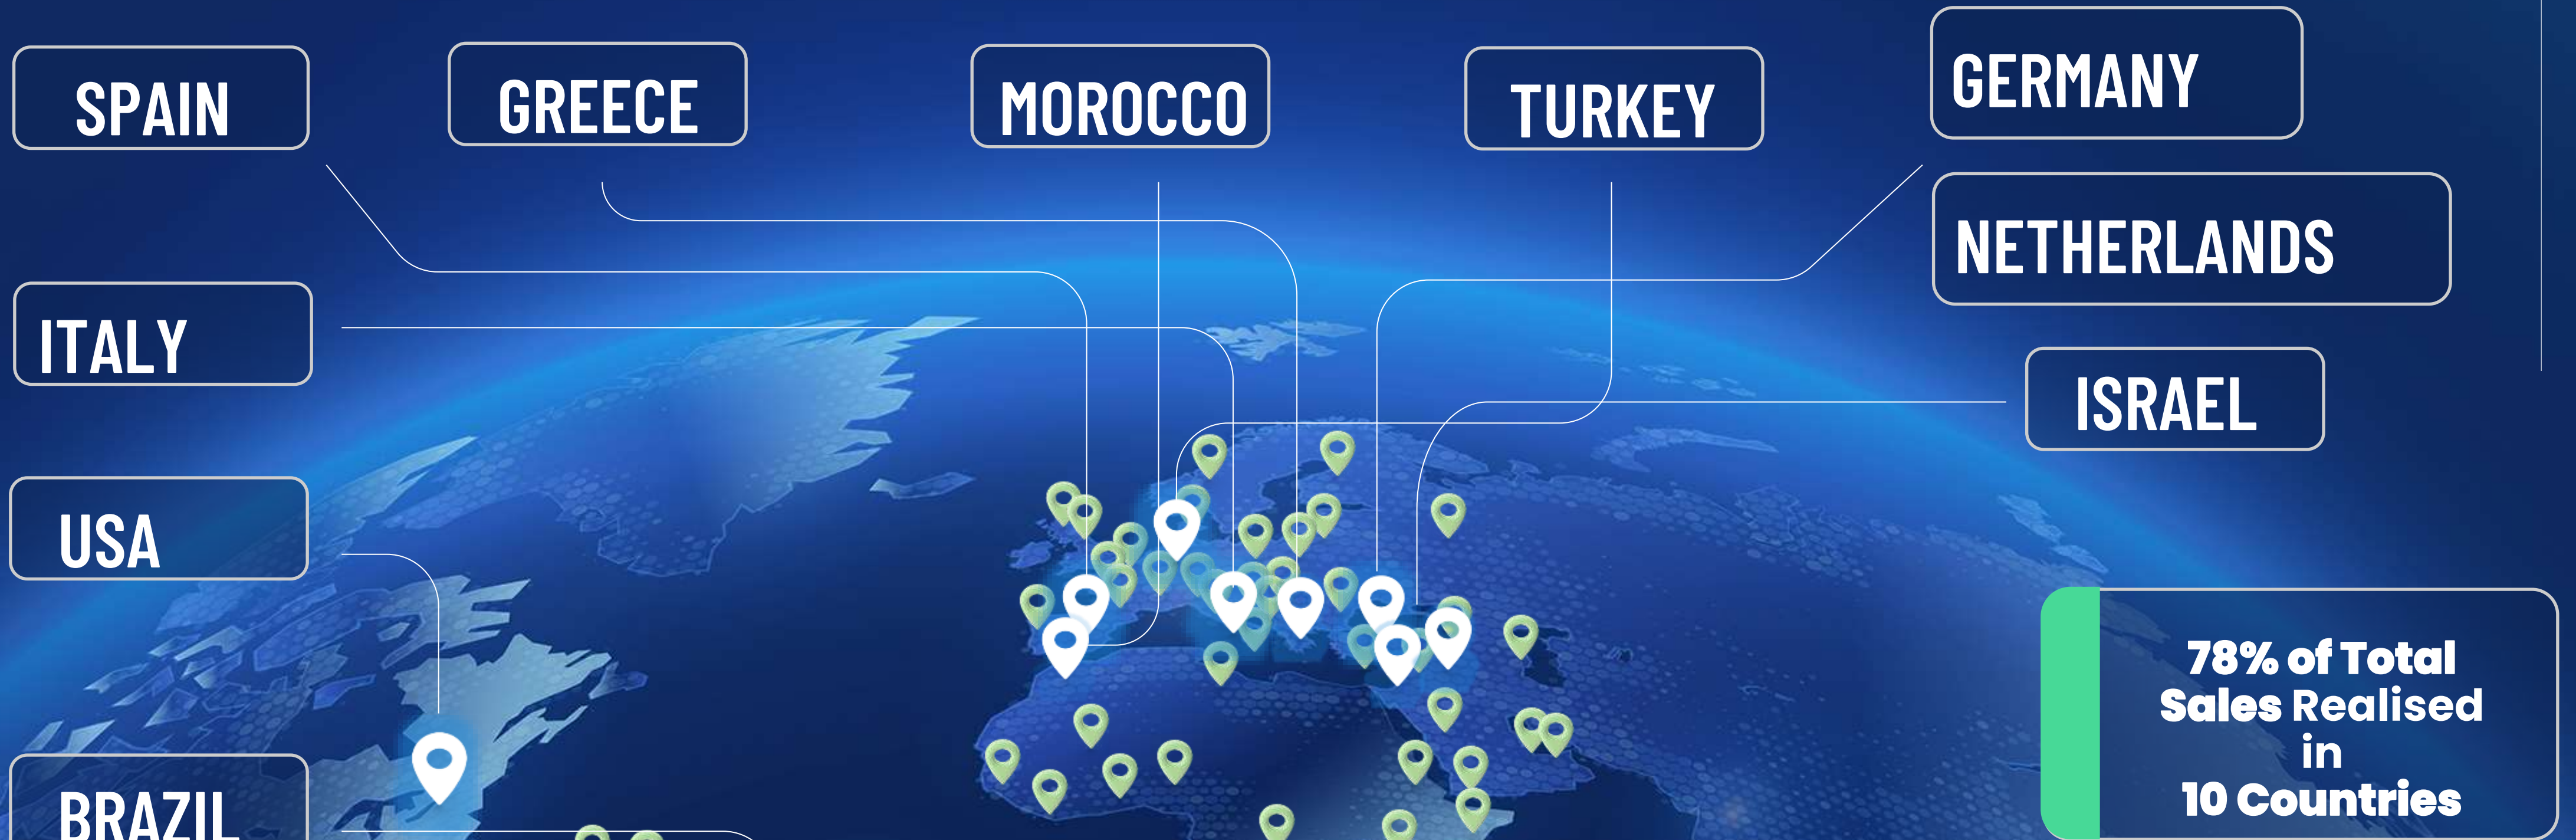 SPAIN
GREECE
MOROCCO
TURKEY
GERMANY
NETHERLANDS
ITALY
ISRAEL
USA
BRAZIL
78% of Total
Sales Realised
in
10 Countries